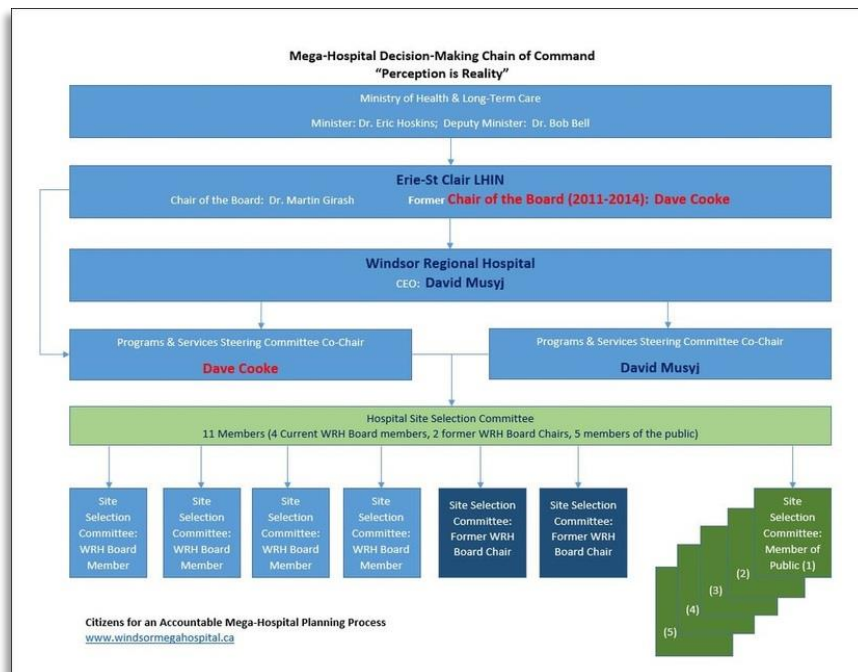 Mega-Hospital Decision-Making Chain of Command
“Perception is Reality”
Ministry of Health & Long-Term Care
Minister: Dr. Eric Hoskins; Deputy Minister: Dr. Bob Bell
Erie-St Clair LHIN
Chair of the Board: Dr. Martin Girash Former Chair of the Board (2011-2014): Dave Cooke
Windsor Regional Hospital
CEO: David Musyj
Programs & Services Steering Committee Co-Chair
Dave Cooke
Programs & Services Steering Committee Co-Chair
David Musyj
Hospital Site Selection Committee
11 Members (4 Current WRH Board members, 2 former WRH Board Chairs, 5 members of the public)
Site
Selection
Committee:
WRH Board
Member
Site
Selection
Committee:
WRH Board
Member
Site
Selection
Committee:
WRH Board
Member
Site
Selection
Committee:
WRH Board
Member
Site Selection
Committee:
Former WRH
Board Chair
Site Selection
Committee:
Former WRH
Board Chair
Site
Selection
Committee:
Member of
Public (1)
(2)
(3)
(4)
(5)
Citizens for an Accountable Mega-Hospital Planning Process
www.windsormegahospital.ca